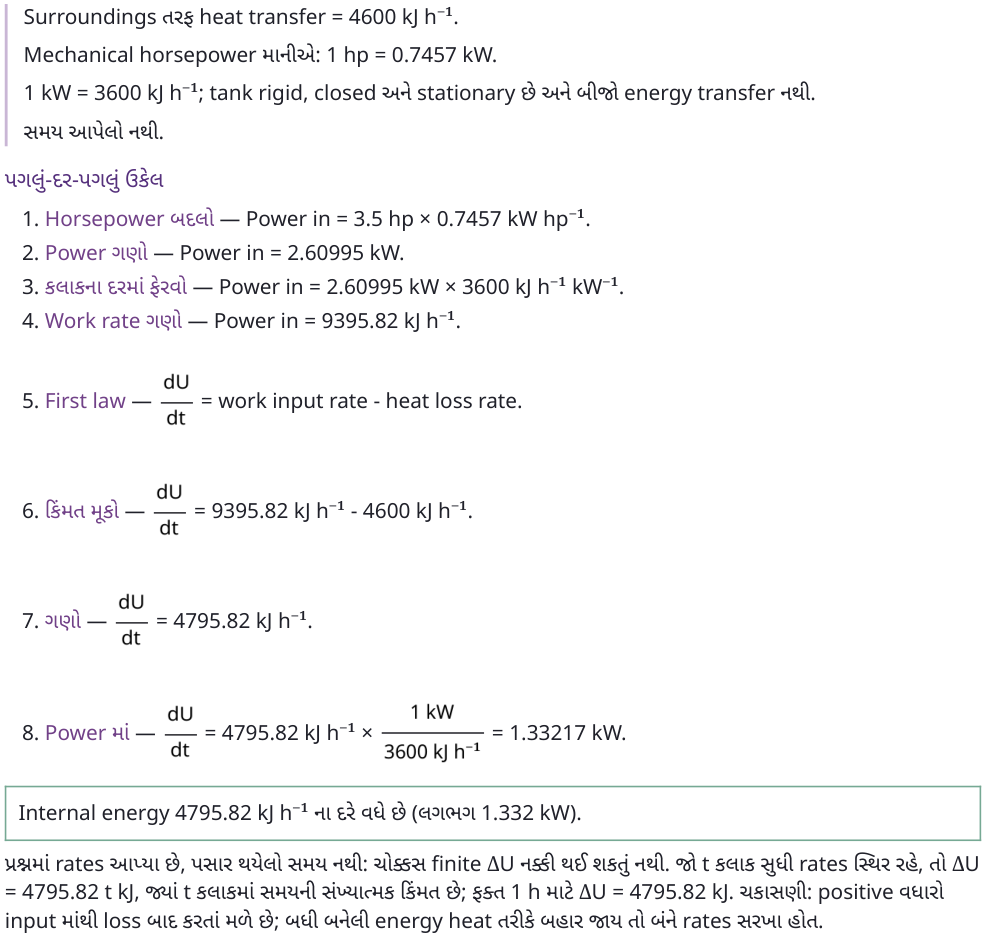 Surroundings તરફ heat transfer = 4600 kJ h⁻¹.
Mechanical horsepower માનીએ: 1 hp = 0.7457 kW.
1 kW = 3600 kJ h⁻¹; tank rigid, closed અને stationary છે અને બીજો energy transfer નથી.
સમય આપેલો નથી.
પગલું-દર-પગલું ઉકેલ
1. Horsepower બદલો — Power in = 3.5 hp × 0.7457 kW hp⁻¹.
2. Power ગણો — Power in = 2.60995 kW.
3. કલાકના દરમાં ફેરવો — Power in = 2.60995 kW × 3600 kJ h⁻¹ kW⁻¹.
4. Work rate ગણો — Power in = 9395.82 kJ h⁻¹.
5. First law — dU/dt = work input rate - heat loss rate.
6. કિંમત મૂકો — dU/dt = 9395.82 kJ h⁻¹ - 4600 kJ h⁻¹.
7. ગણો — dU/dt = 4795.82 kJ h⁻¹.
8. Power માં — dU/dt = 4795.82 kJ h⁻¹ × 1 kW/3600 kJ h⁻¹ = 1.33217 kW.
Internal energy 4795.82 kJ h⁻¹ ના દરે વધે છે (લગભગ 1.332 kW).
પ્રશ્નમાં rates આપ્યા છે, પસાર થયેલો સમય નથી: ચોક્કસ finite ΔU નક્કી થઈ શકતું નથી. જો t કલાક સુધી rates સ્થિર રહે, તો ΔU
= 4795.82 t kJ, જ્યાં t કલાકમાં સમયની સંખ્યાત્મક કિંમત છે; ફક્ત 1 h માટે ΔU = 4795.82 kJ. ચકાસણી: positive વધારો
input માંથી loss બાદ કરતાં મળે છે; બધી બનેલી energy heat તરીકે બહાર જાય તો બંને rates સરખા હોત.